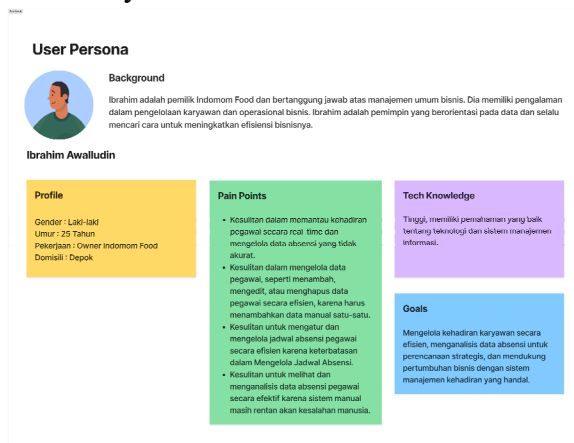 User Persona
Background
Ibrahim adalah pemilik Indomom Food dan bertanggung jawab atas manajemen umum bisnis. Dia memiliki pengalaman
dalam pengelolaan karyawan dan operasional bisnis. Ibrahim adalah pemimpin yang berorientasi pada data dan selalu
mencari cara untuk meningkatkan efisiensi bisnisnya.
Ibrahim Awalludin
Profile
Gender : Laki-laki
Umur : 25 Tahun
Pekerjaan : Owner Indomom Food
Domisili : Depok
Pain Points
• Kesulitan dalam memantau kehadiran
pegawai secara real-time dan
mengelola data absensi yang tidak
akurat.
• Kesulitan dalam mengelola data
pegawai, seperti menambah,
mengedit, atau menghapus data
pegawai secara efisien, karena harus
menambahkan data manual satu-satu.
• Kesulitan untuk mengatur dan
mengelola jadwal absensi pegawai
secara efisien karena keterbatasan
dalam Mengelola Jadwal Absensi.
• Kesulitan untuk melihat dan
menganalisis data absensi pegawai
secara efektif karena sistem manual
masih rentan akan kesalahan manusia.
Tech Knowledge
Tinggi, memiliki pemahaman yang baik
tentang teknologi dan sistem manajemen
informasi.
Goals
Mengelola kehadiran karyawan secara
efisien, menganalisis data absensi untuk
perencanaan strategis, dan mendukung
pertumbuhan bisnis dengan sistem
manajemen kehadiran yang handal.